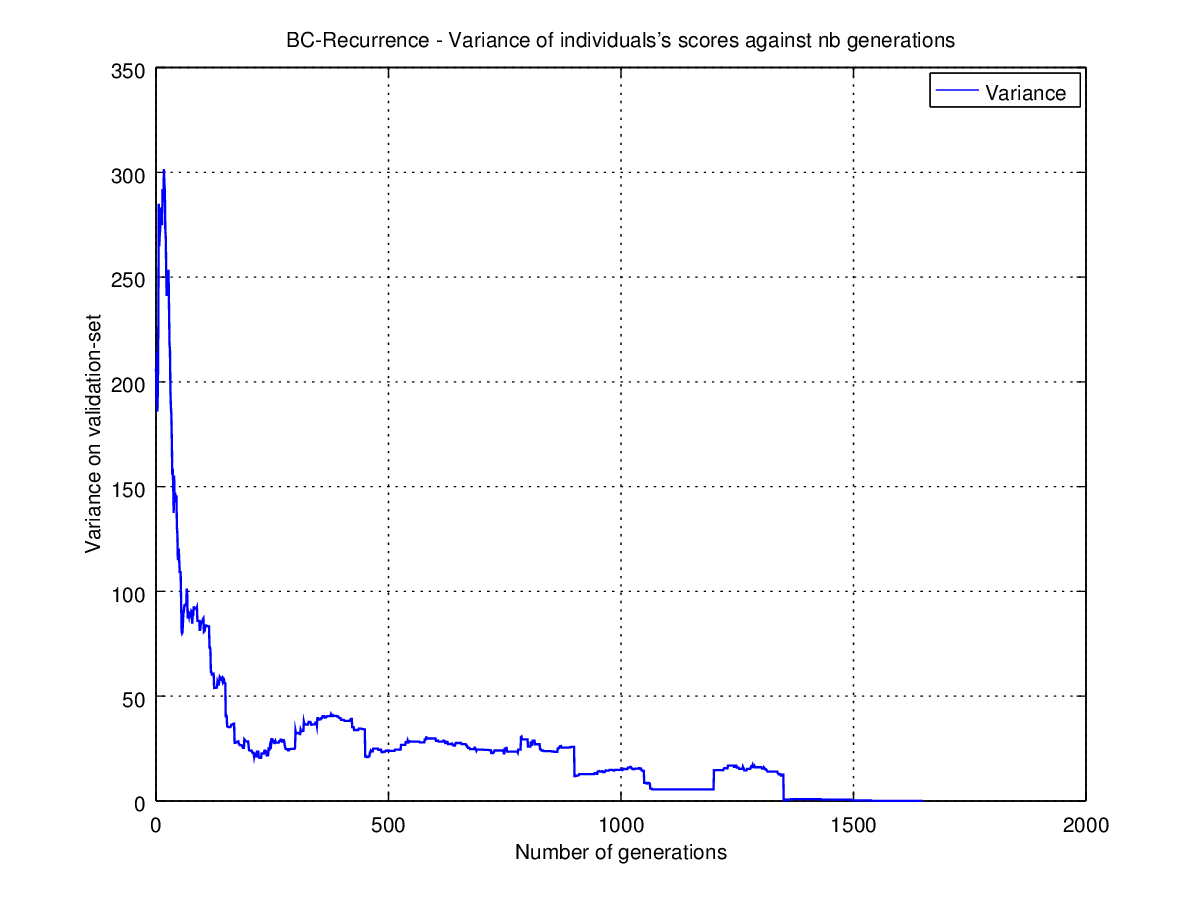 BC-Recurrence - Variance of individuals's scores against nb generations
350
Variance
300
250
200
150
100
50
0
Variance on validation-set
0 500 1000 1500 2000
Number of generations